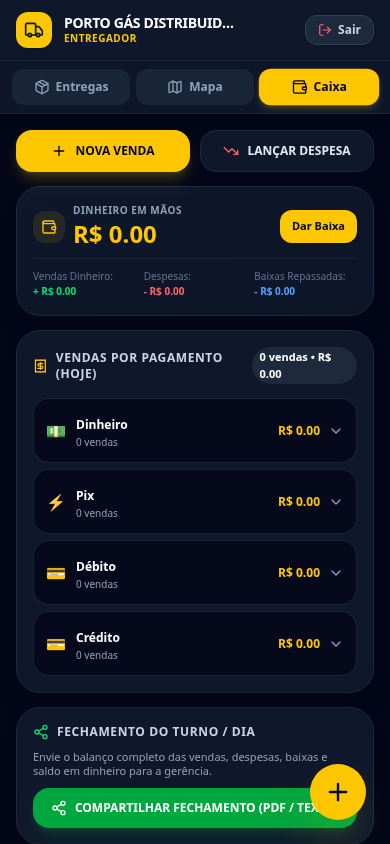 PORTO GÁS DISTRIBUID...
ENTREGADOR
Sair
Entregas
Mapa
Caixa
NOVA VENDA
LANÇAR DESPESA
DINHEIRO EM MÃOS
R$ 0.00
Dar Baixa
Vendas Dinheiro:
Despesas:
Baixas Repassadas:
+ R$ 0.00
- R$ 0.00
- R$ 0.00
VENDAS POR PAGAMENTO
(HOJE)
0 vendas • R$
0.00
Dinheiro
0 vendas
R$ 0.00
Pix
0 vendas
R$ 0.00
Débito
0 vendas
R$ 0.00
Crédito
0 vendas
R$ 0.00
FECHAMENTO DO TURNO / DIA
Envie o balanço completo das vendas, despesas, baixas e
saldo em dinheiro para a gerência.
COMPARTILHAR FECHAMENTO (PDF /